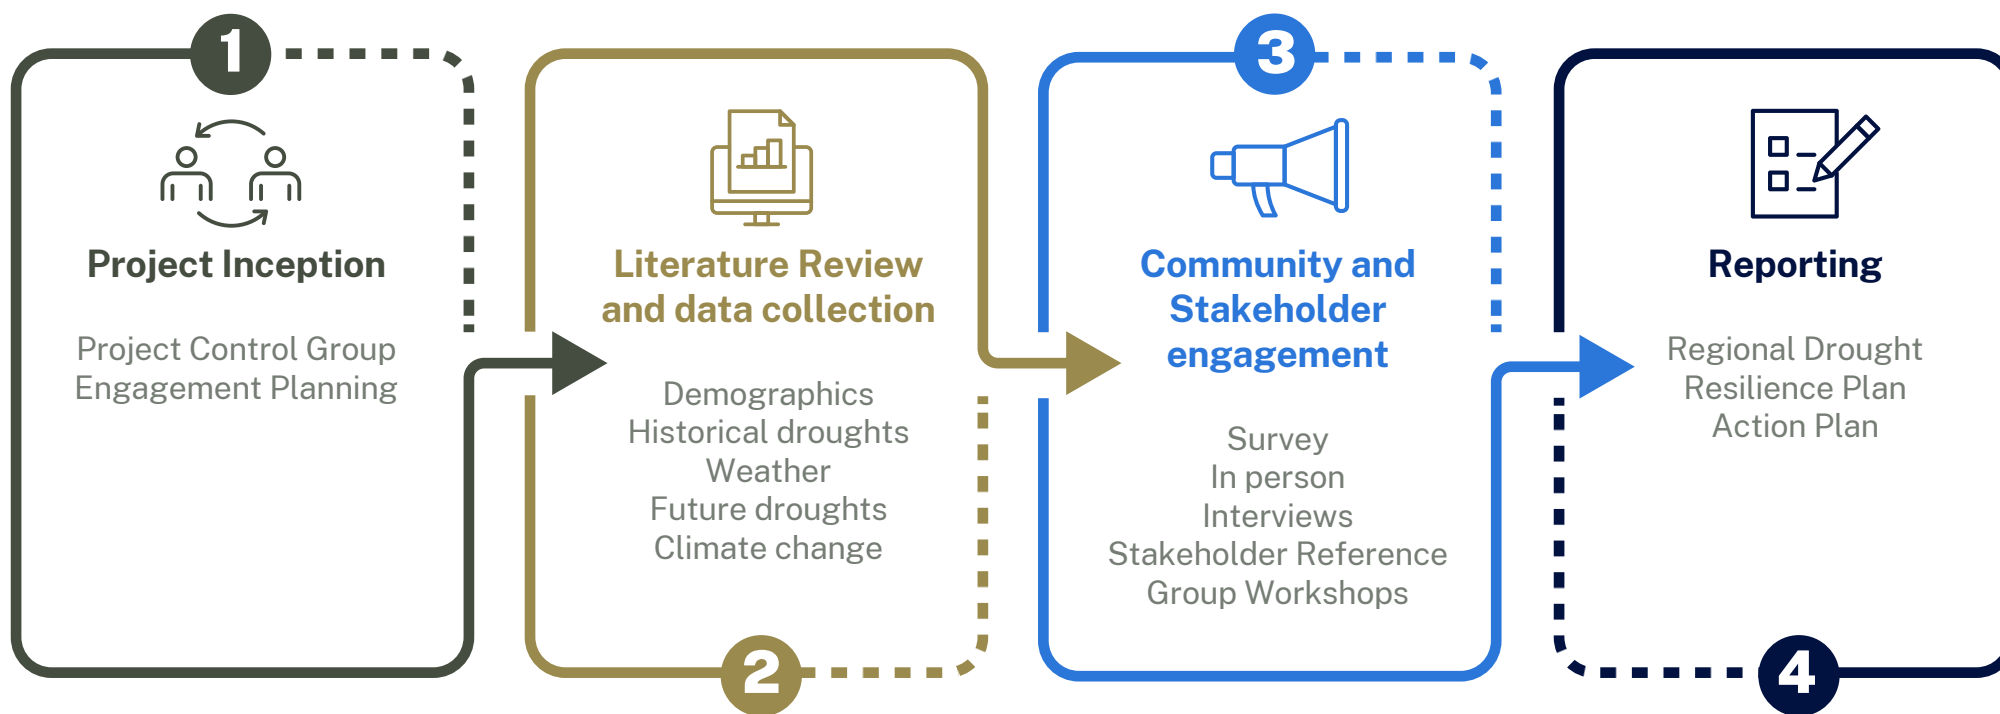 1
Project Inception
Project Control Group
Engagement Planning
Literature Review
and data collection
Demographics
Historical droughts
Weather
Future droughts
Climate change
2
3
Community and
Stakeholder
engagement
Survey
In person
Interviews
Stakeholder Reference
Group Workshops
Reporting
Regional Drought
Resilience Plan
Action Plan
4